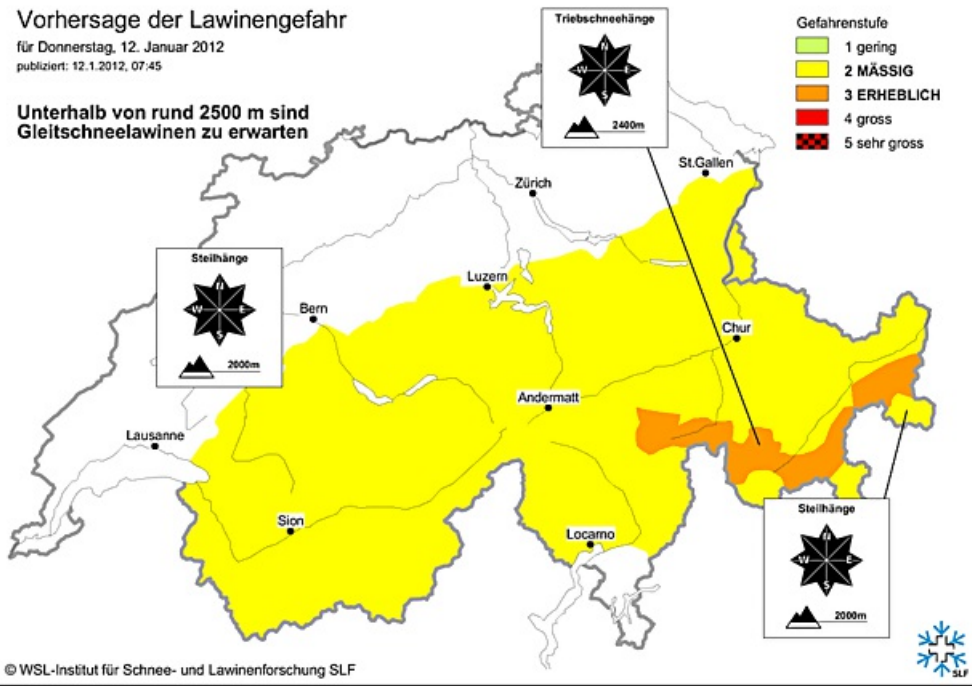 Vorhersage der Lawinengefahr
für Donnerstag, 12. Januar 2012
publiziert: 12.1.2012, 07:45
Unterhalb von rund 2500 m sind
Gleitschneelawinen zu erwarten
Triebschneehänge
N
W E
S
2400m
Gefahrenstufe
1 gering
2 MÄSSIG
3 ERHEBLICH
4 gross
5 sehr gross
St.Gallen
Zürich
Steilhänge
N
W E
S
2000m
Luzern
Bern
Chur
Andermatt
Lausanne
Sion
Locarno
Steilhänge
N
W E
S
2000m
© WSL-Institut für Schnee- und Lawinenforschung SLF
SLF